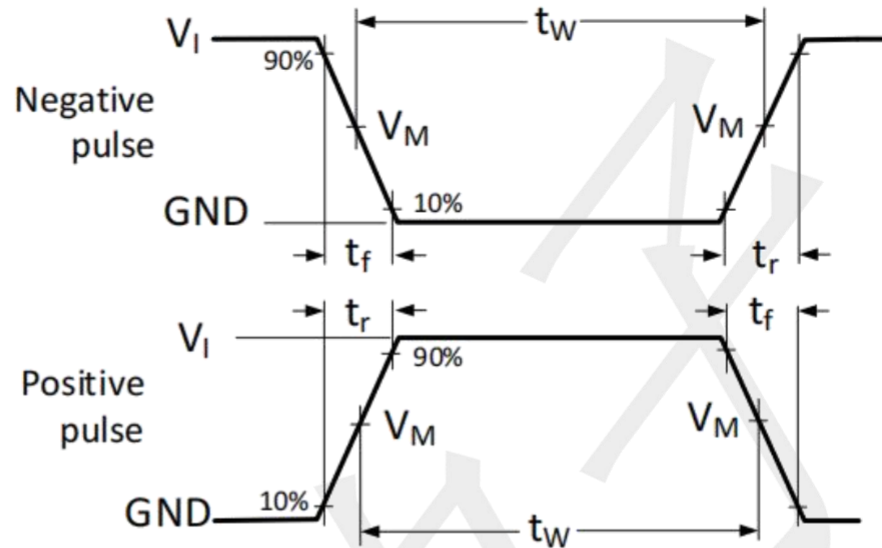 V_I
t_W
90%
Negative
pulse
V_M
V_M
GND
10%
t_f
t_r
t_r
t_f
V_I
90%
Positive
pulse
V_M
V_M
10%
GND
t_W